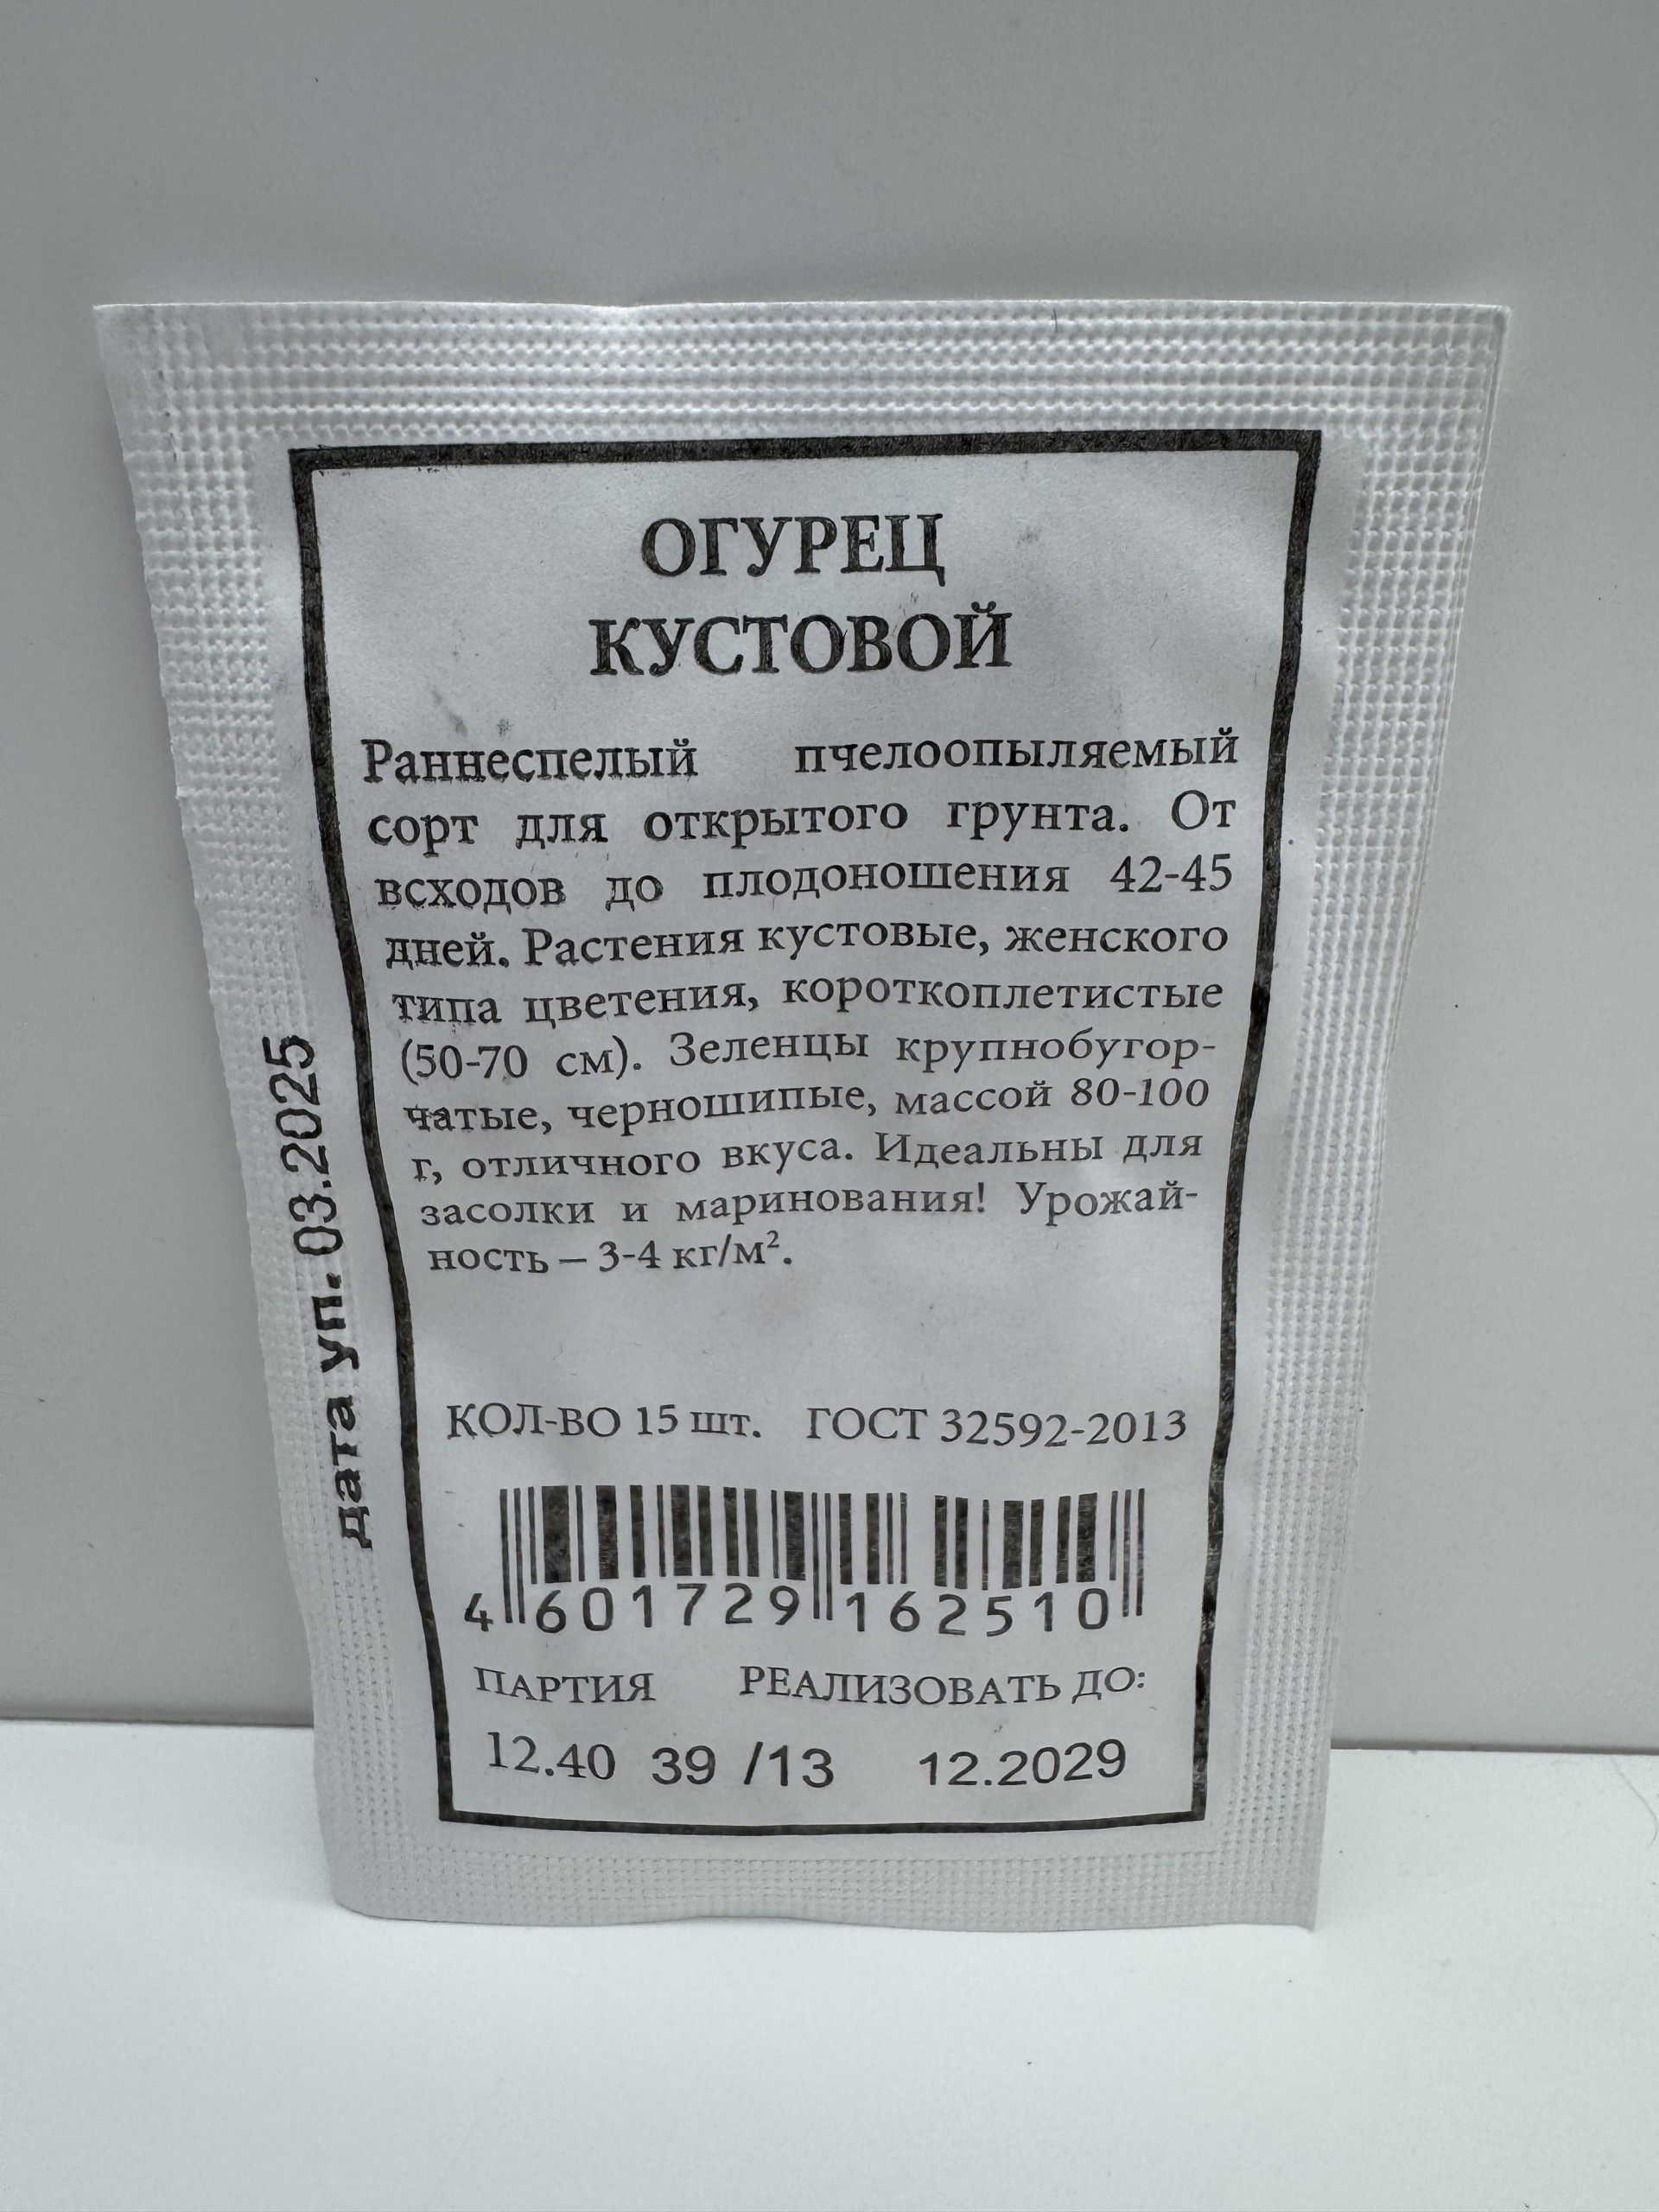 ОГУРЕЦ
КУСТОВОЙ
Раннеспелый пчелоопыляемый
сорт для открытого грунта. От
всходов до плодоношения 42-45
дней. Растения кустовые, женского
типа цветения, короткоплетистые
(50-70 см). Зеленцы крупнобугор-
чатые, черношипые, массой 80-100
г, отличного вкуса. Идеальны для
засолки и маринования! Урожай-
ность – 3-4 кг/м².
КОЛ-ВО 15 шт. ГОСТ 32592-2013
4 601729 162510
ПАРТИЯ РЕАЛИЗОВАТЬ ДО:
12.40 39 /13 12.2029
дата уп. 03.2025